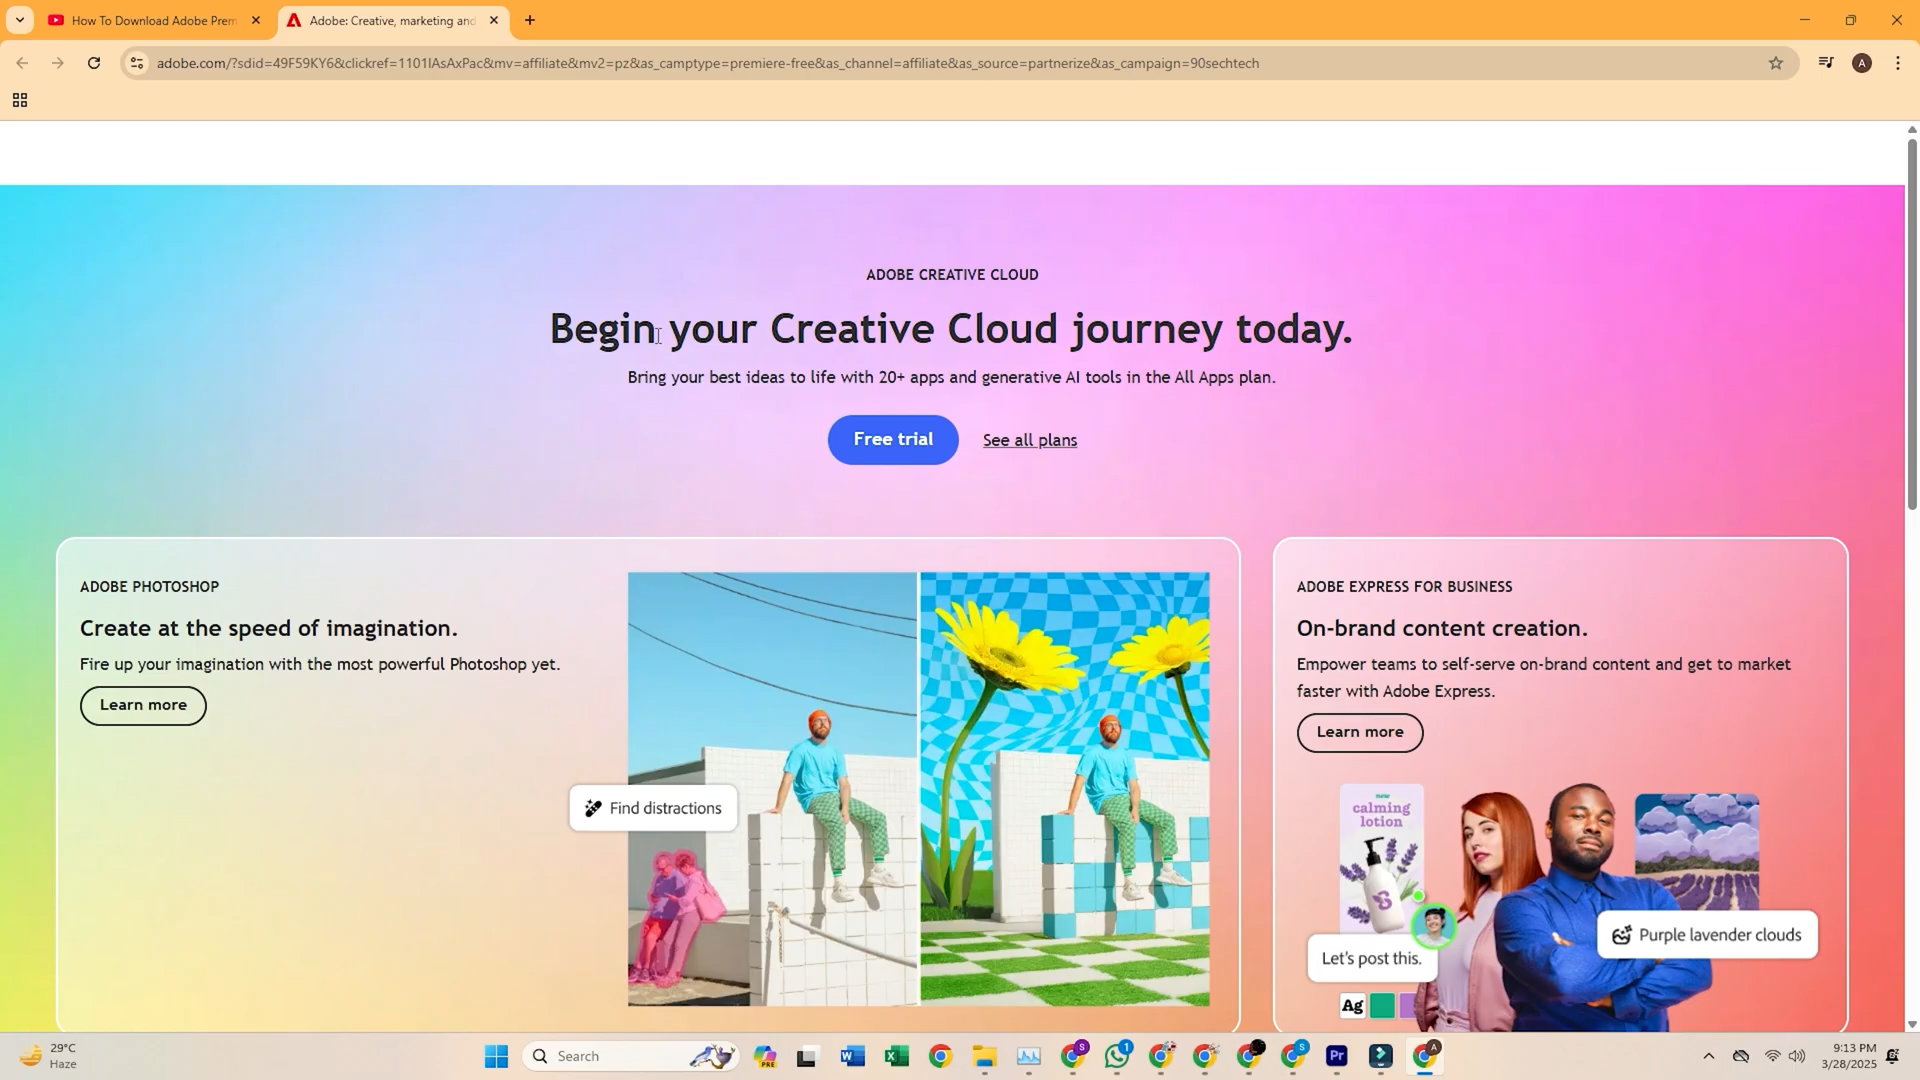 How To Download Adobe Prem
Adobe: Creative, marketing and
adobe.com/?sdid=49F59KY6&clickref=1101lAsAxPac&mv=affiliate&mv2=pz&as_camptype=premiere-free&as_channel=affiliate&as_source=partnerize&as_campaign=90sechtech
A
ADOBE CREATIVE CLOUD
Begin your Creative Cloud journey today.
Bring your best ideas to life with 20+ apps and generative AI tools in the All Apps plan.
Free trial
See all plans
ADOBE PHOTOSHOP
Create at the speed of imagination.
Fire up your imagination with the most powerful Photoshop yet.
Learn more
Find distractions
ADOBE EXPRESS FOR BUSINESS
On-brand content creation.
Empower teams to self-serve on-brand content and get to market
faster with Adobe Express.
Learn more
new
calming
lotion
Purple lavender clouds
Let's post this.
Ag
29°C
Haze
Search
PRE
S
1
S
Pr
A
9:13 PM
3/28/2025